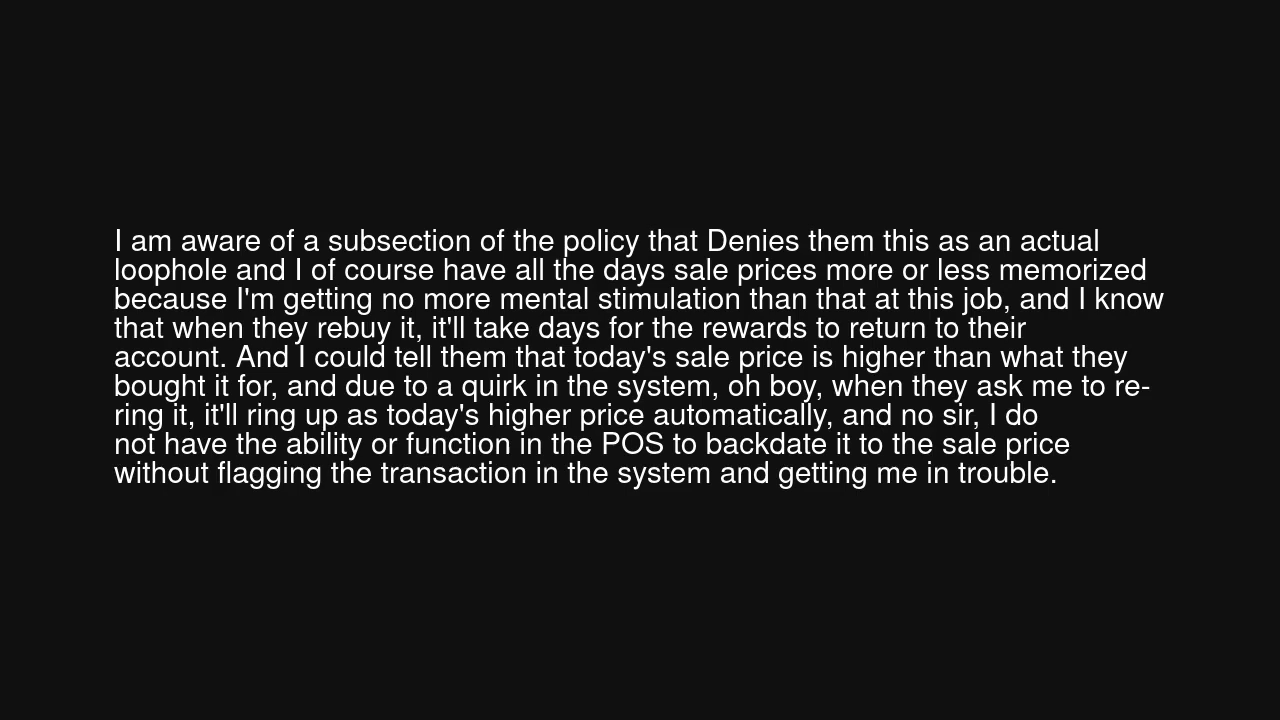 I am aware of a subsection of the policy that Denies them this as an actual
loophole and I of course have all the days sale prices more or less memorized
because I'm getting no more mental stimulation than that at this job, and I know
that when they rebuy it, it'll take days for the rewards to return to their
account. And I could tell them that today's sale price is higher than what they
bought it for, and due to a quirk in the system, oh boy, when they ask me to re-
ring it, it'll ring up as today's higher price automatically, and no sir, I do
not have the ability or function in the POS to backdate it to the sale price
without flagging the transaction in the system and getting me in trouble.